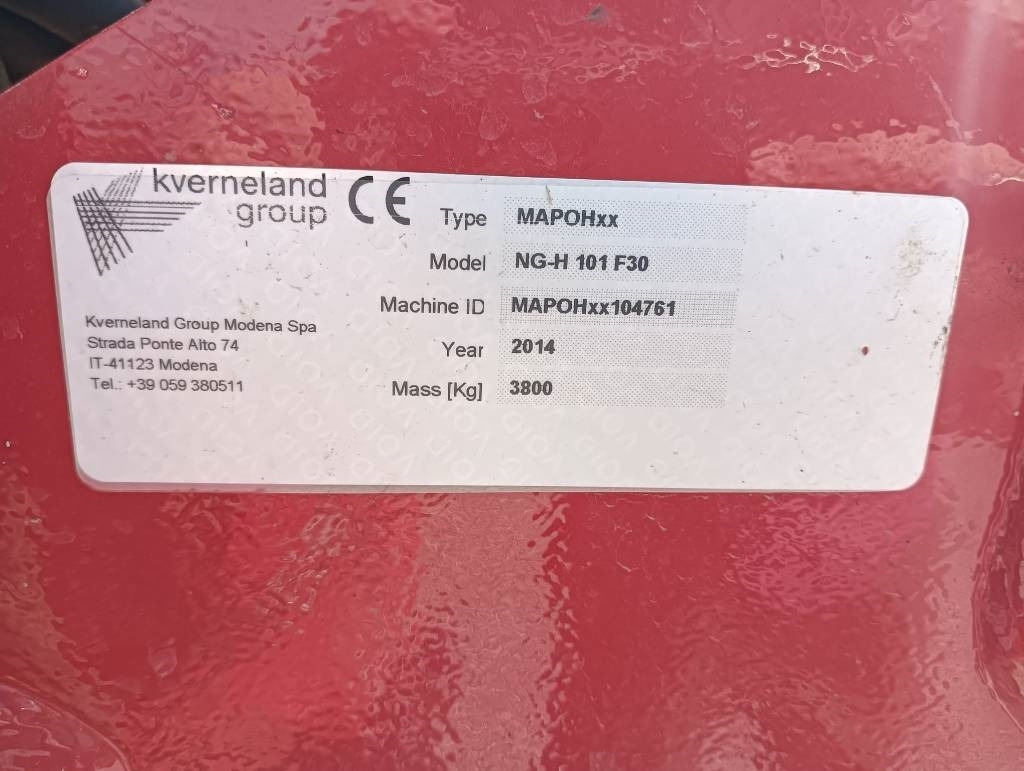 kverneland
group
CE
Type MAPOHxx
Model NG-H 101 F30
Machine ID MAPOHxx104761
Year 2014
Mass [Kg] 3800
Kverneland Group Modena Spa
Strada Ponte Alto 74
IT-41123 Modena
Tel.: +39 059 380511